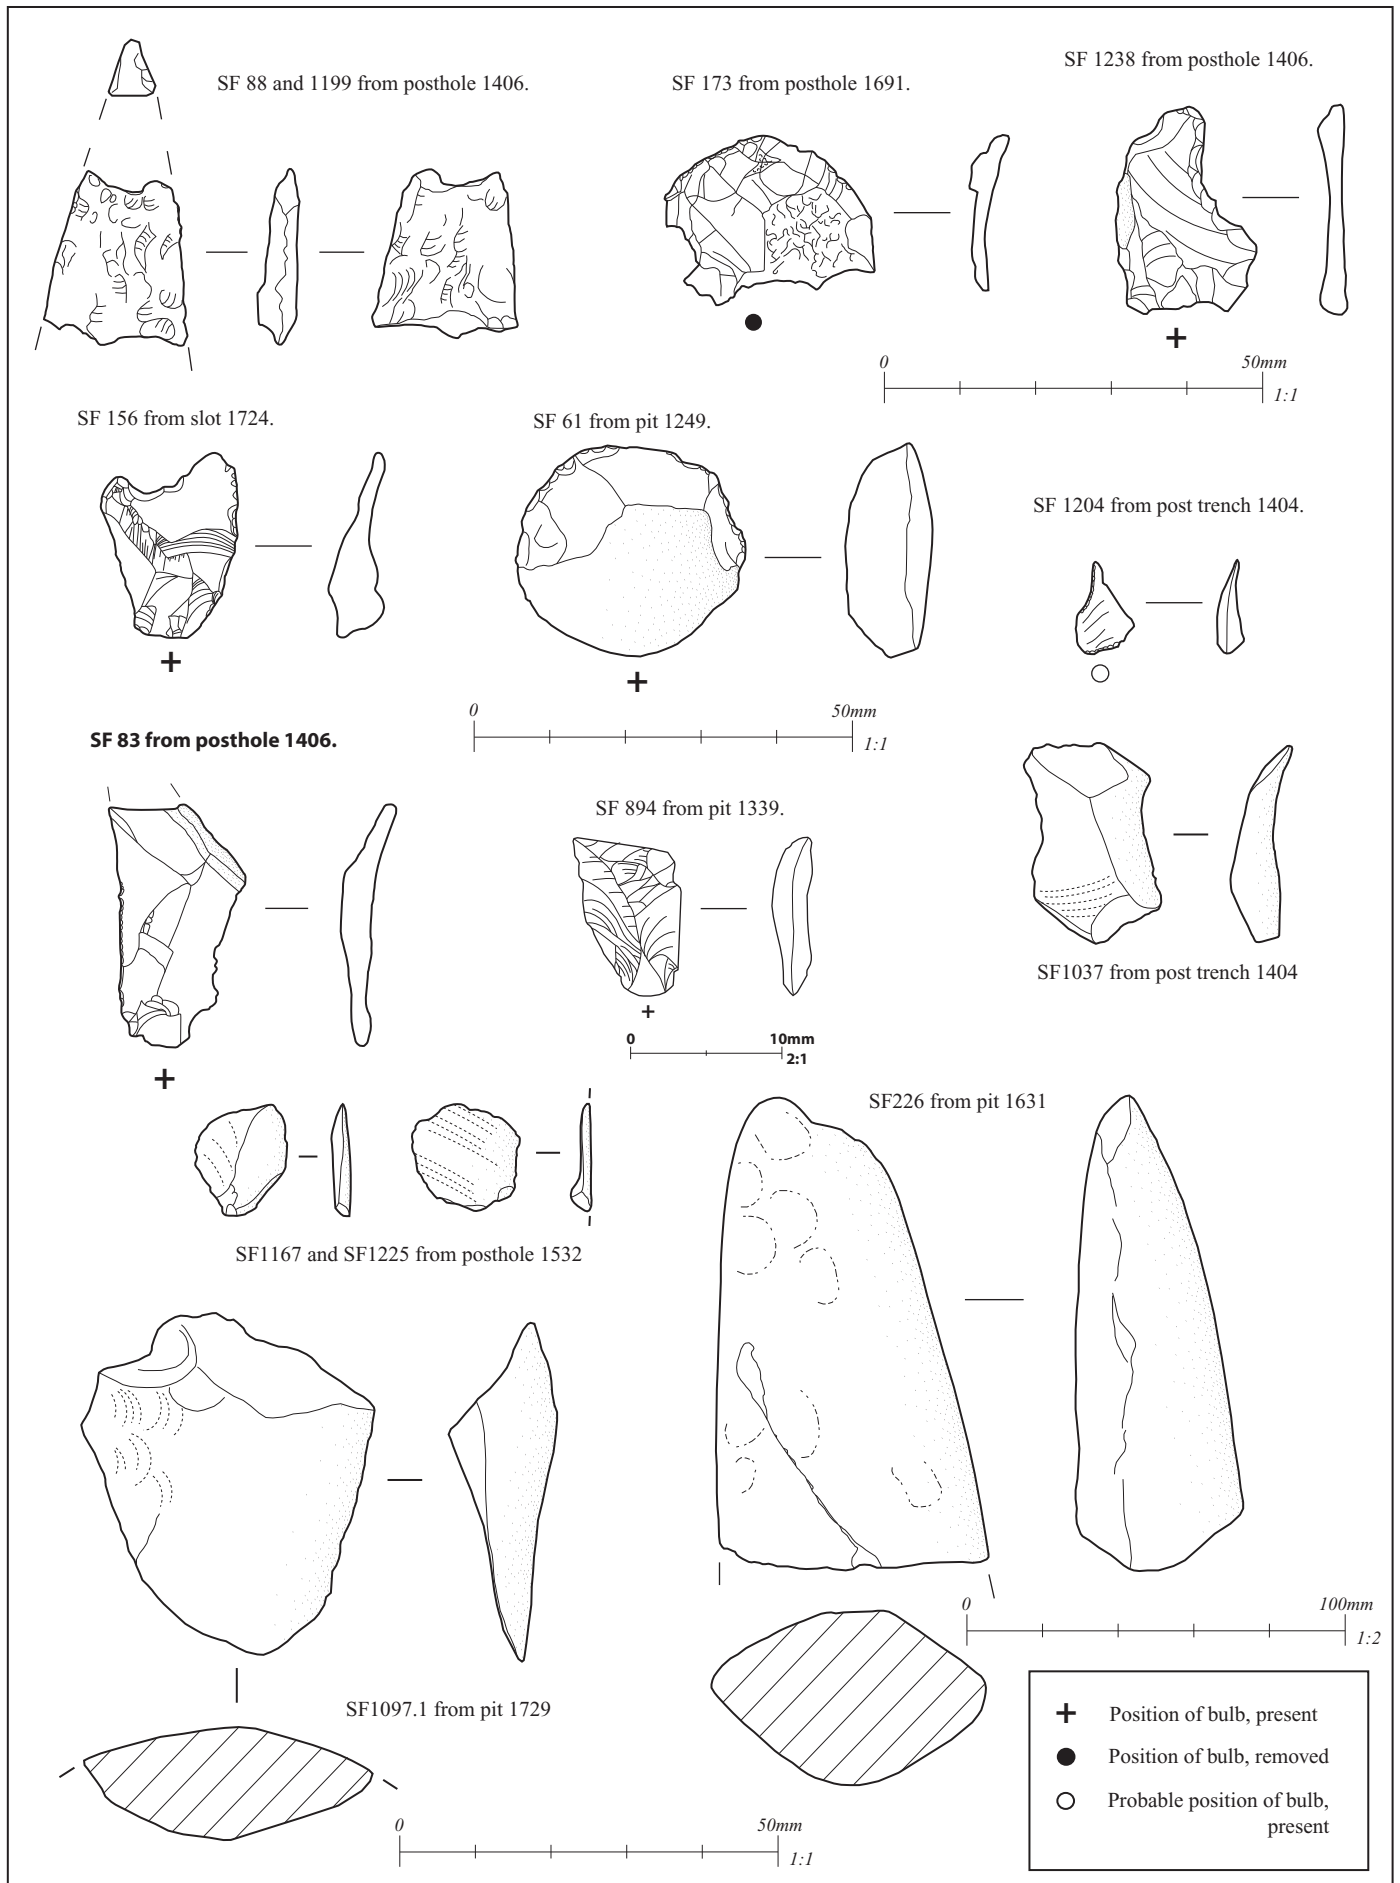 SF 88 and 1199 from posthole 1406.
SF 173 from posthole 1691.
SF 1238 from posthole 1406.
0
50mm
1:1
SF 156 from slot 1724.
SF 61 from pit 1249.
SF 1204 from post trench 1404.
0
50mm
1:1
SF 83 from posthole 1406.
SF 894 from pit 1339.
SF1037 from post trench 1404
0
10mm
2:1
SF226 from pit 1631
SF1167 and SF1225 from posthole 1532
0
100mm
1:2
SF1097.1 from pit 1729
Position of bulb, present
Position of bulb, removed
Probable position of bulb,
present
0
50mm
1:1